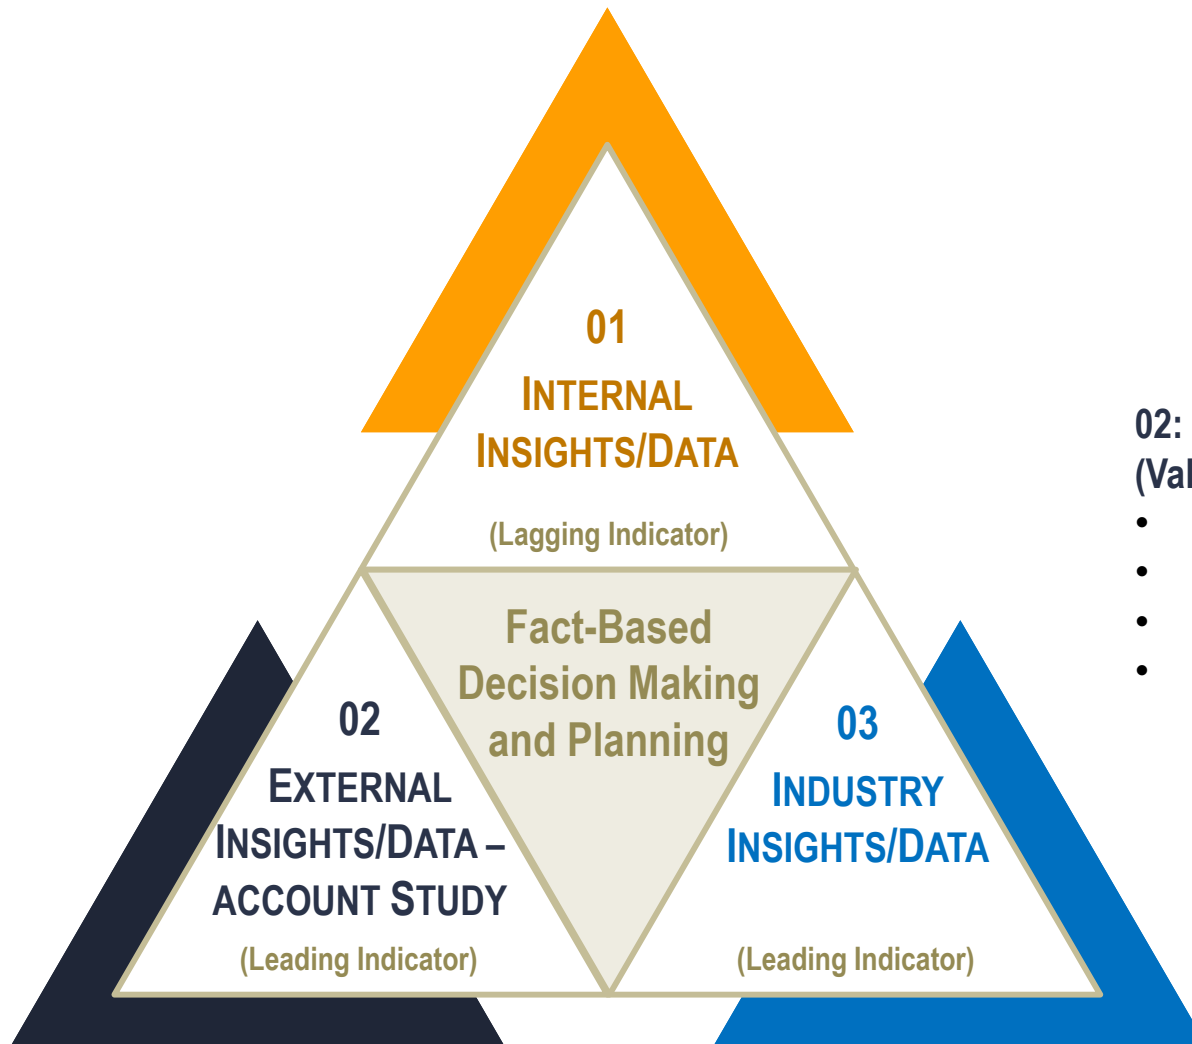 01
INTERNAL
INSIGHTS/DATA
(Lagging Indicator)
Fact-Based
Decision Making
and Planning
02
EXTERNAL
INSIGHTS/DATA –
ACCOUNT STUDY
(Leading Indicator)
03
INDUSTRY
INSIGHTS/DATA
(Leading Indicator)
02:
•
•
•
•